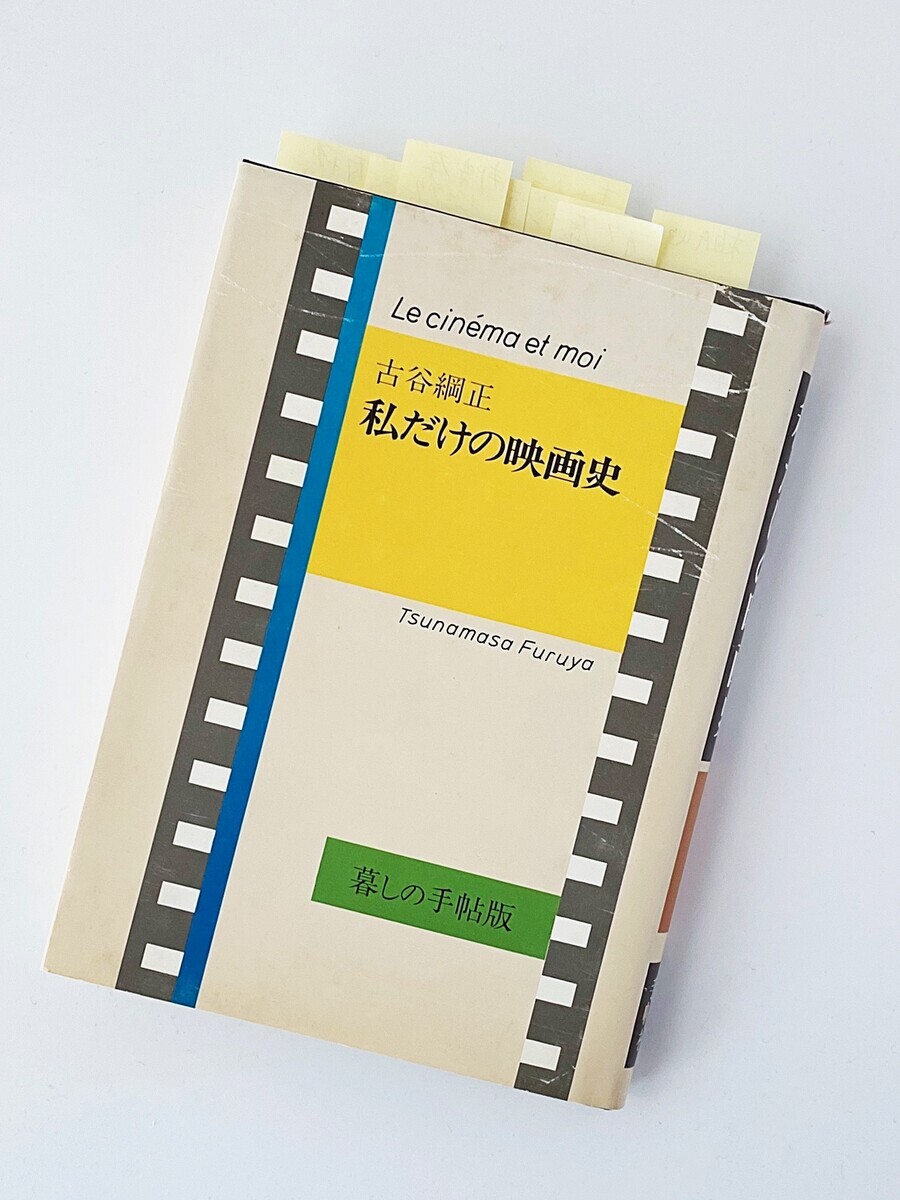 Le cinéma et moi
古谷綱正
私だけの映画史
Tsunamasa Furuya
暮しの手帖版